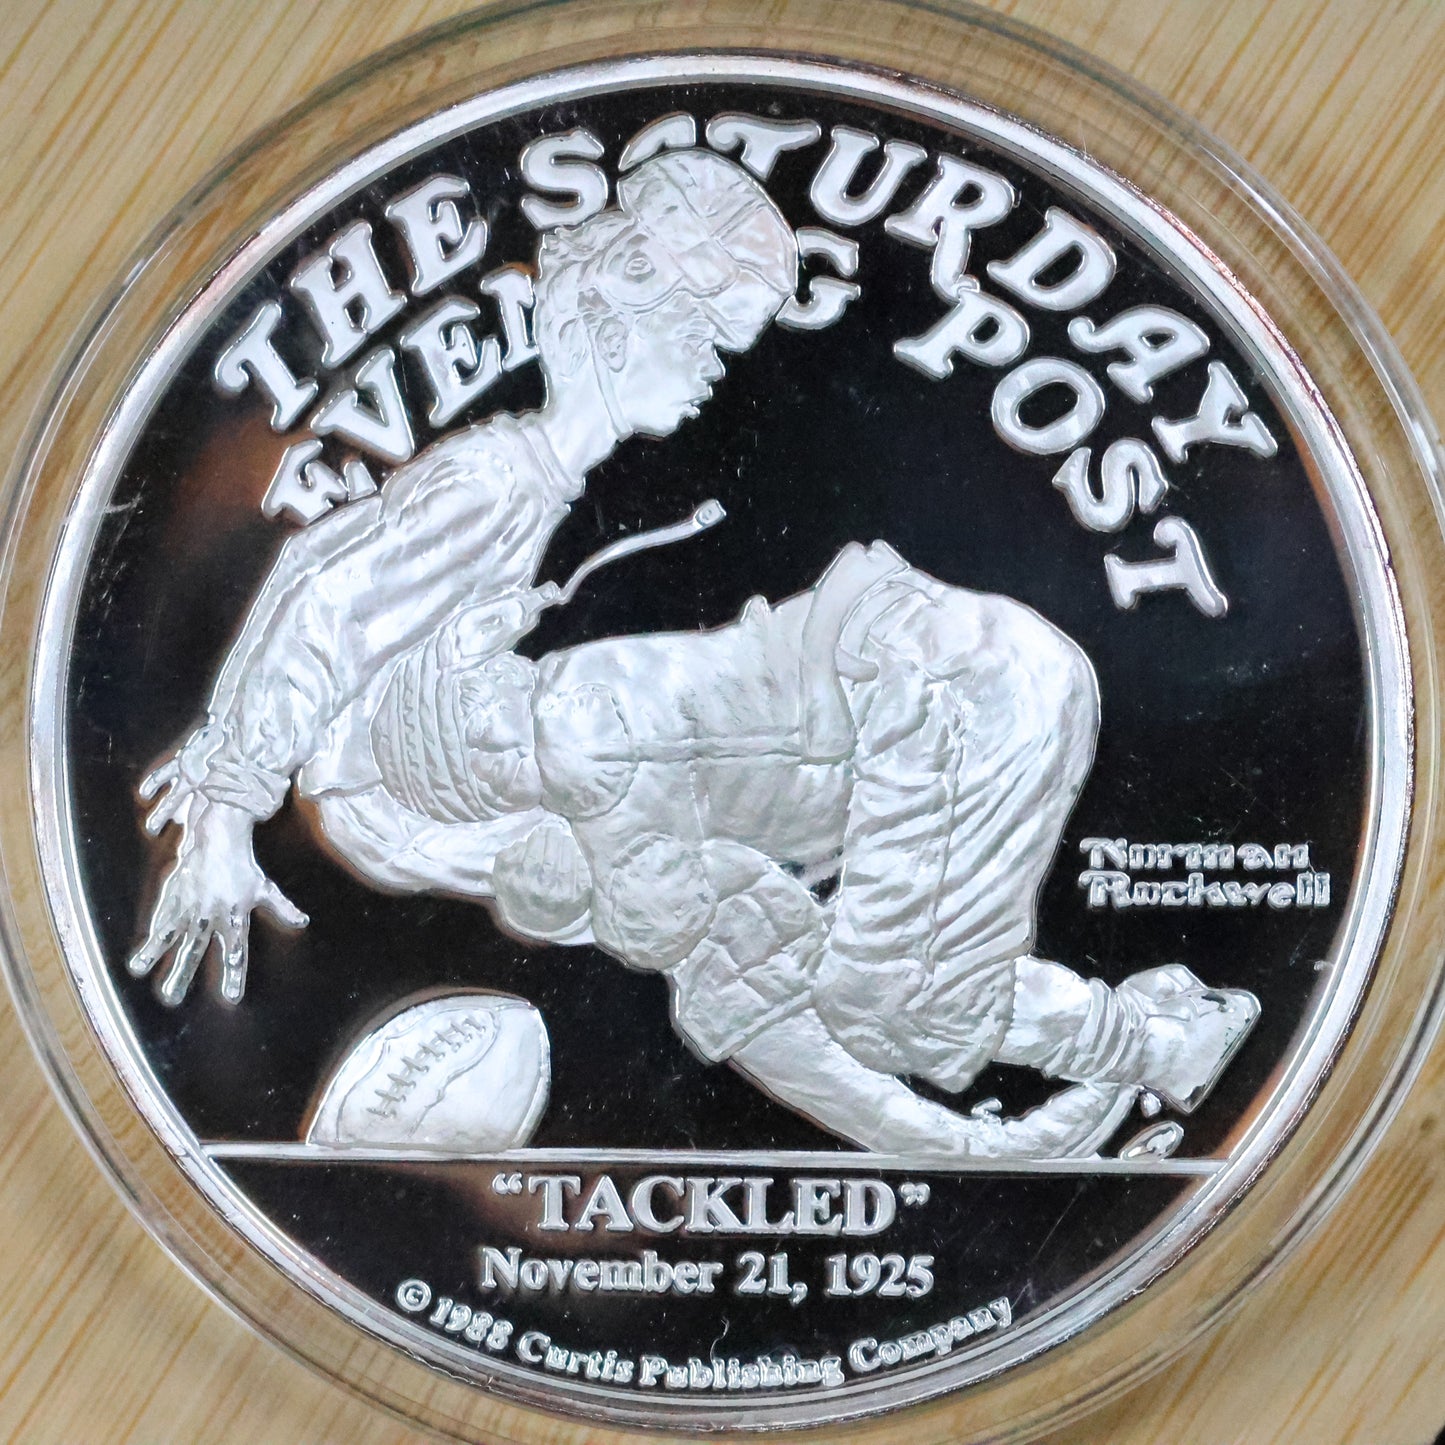 THE SATURDAY
EVENING POST
Norman
Rockwell
“TACKLED”
November 21, 1925
© 1988 Curtis Publishing Company